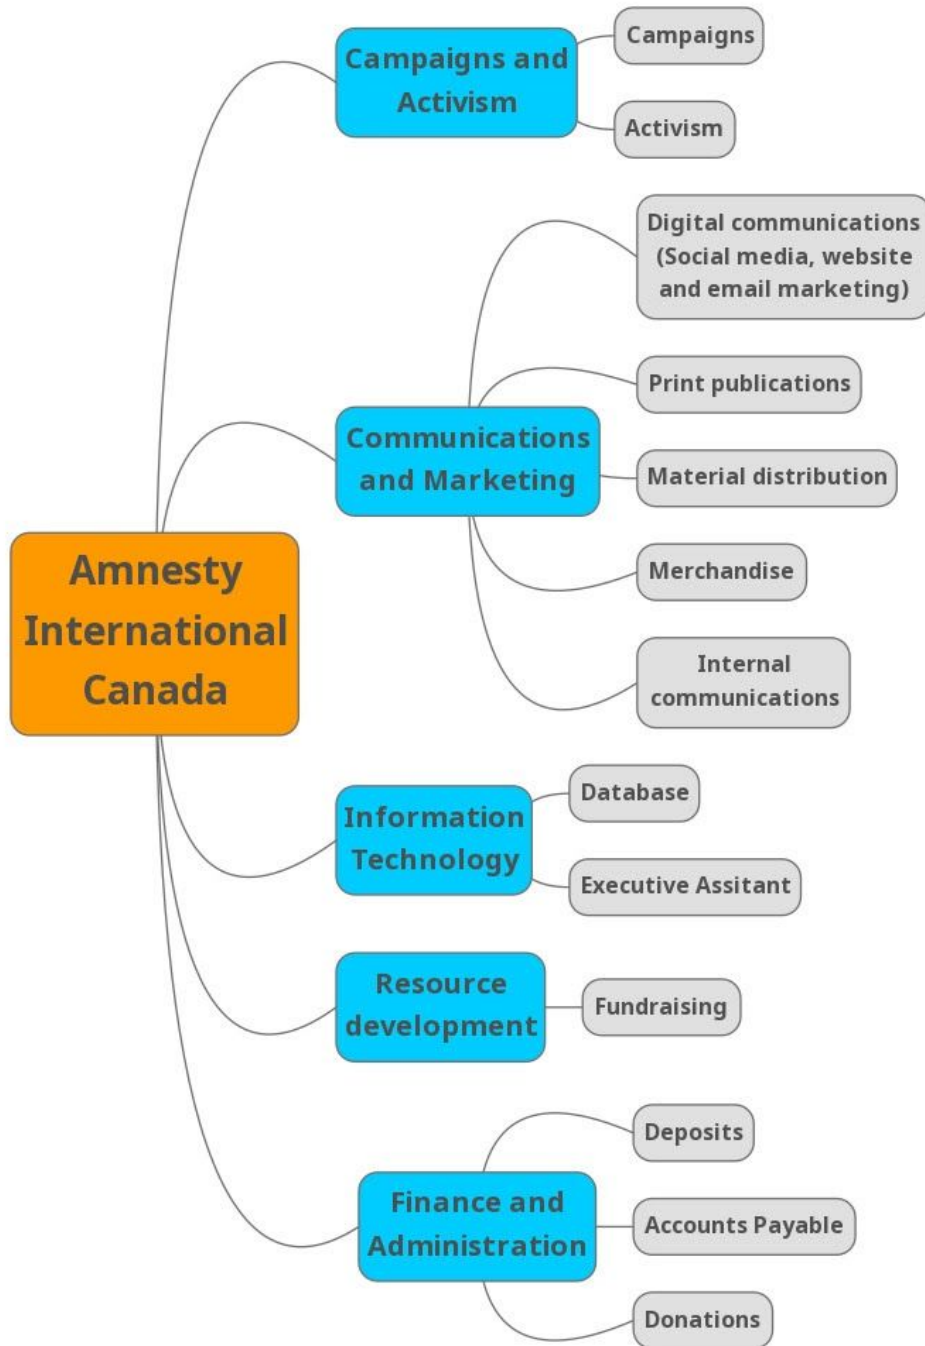 Campaigns and
Activism
Campaigns
Activism
Digital communications
(Social media, website
and email marketing)
Print publications
Communications
and Marketing
Material distribution
Merchandise
Internal
communications
Amnesty
International
Canada
Information
Technology
Database
Executive Assitant
Resource
development
Fundraising
Finance and
Administration
Deposits
Accounts Payable
Donations